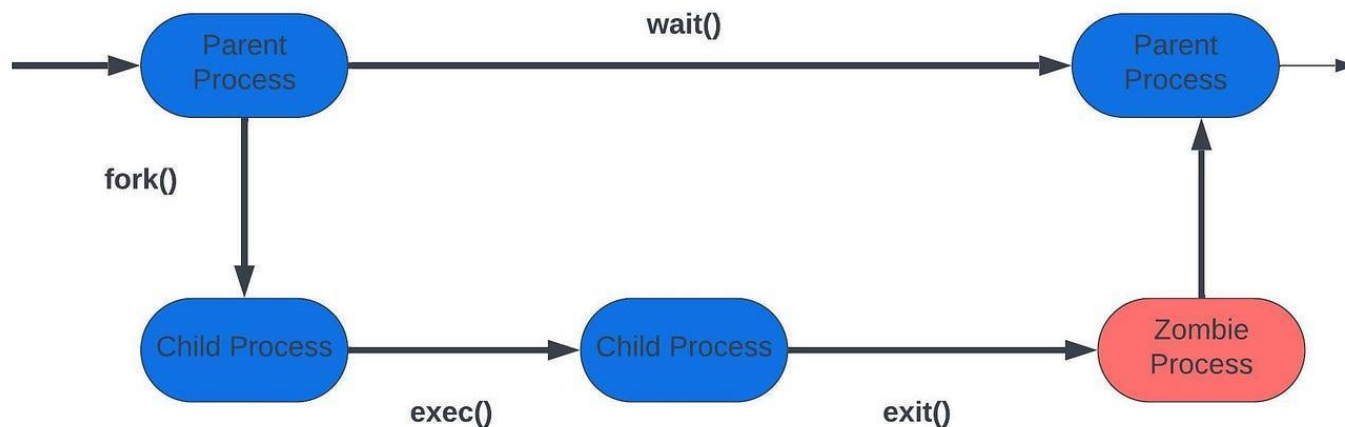 wait()
Parent
Process
Parent
Process
fork()
Child Process
Child Process
Zombie
Process
exec()
exit()